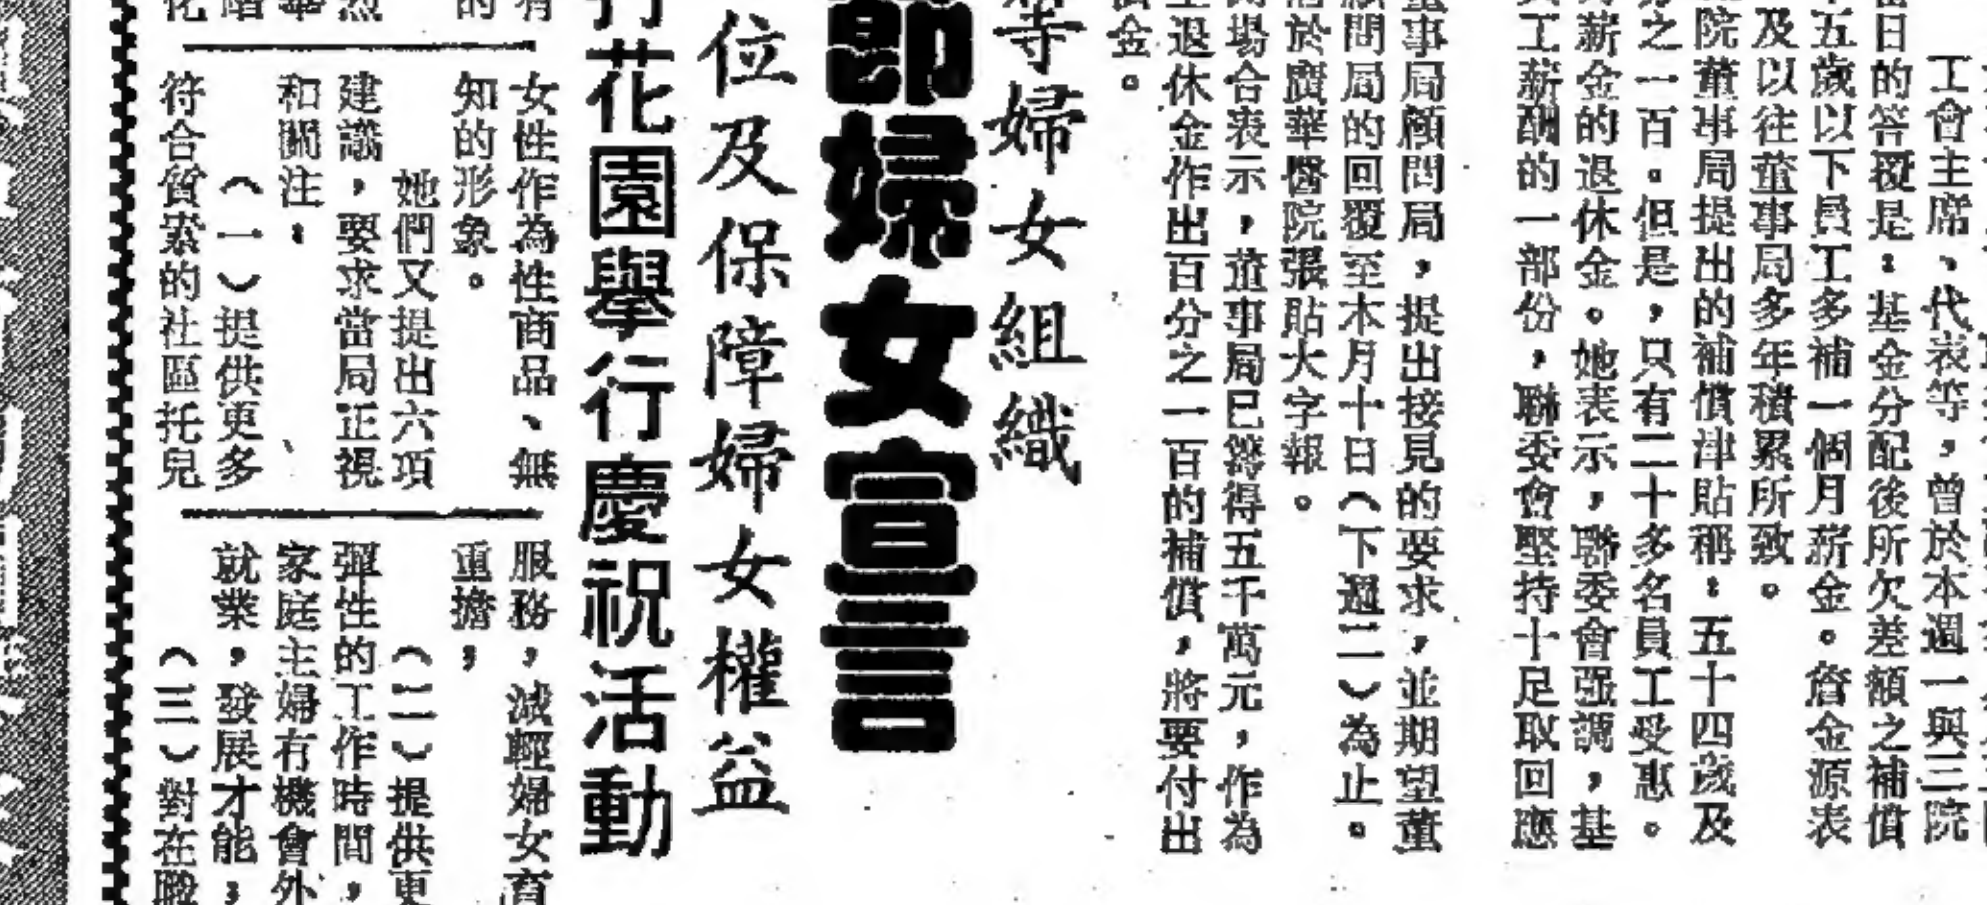 工會主席、代表等，曾於本週一與三院
日的答覆是：基金分配後所欠差額之補償
五歲以下員工多補一個月薪金。詹金源表
及以往董事局多年積累所致。
院董事局提出的補償津貼稱：五十四歲及
之一百。但是，只有二十多名員工受惠。
薪金的退休金。她表示，聯委會强調，基
工薪酬的一部份，聯委會堅持十足取回應
事局顧問局，提出接見的要求，並期望董
問局的回覆至本月十日（下週二）為止。
於廣華醫院張貼大字報。
場合表示，董事局已籌得五千萬元，作為
退休金作出百分之一百的補償，將要付出
金。
等婦女組織
節婦女宣言
位及保障婦女權益
花園舉行慶祝活動
有
的
女性作為性商品、無
知的形象。
她們又提出六項
建議，要求當局正視
和關注：
（一）提供更多
符合質素的社區托兒
服務，減輕婦女育
重擔；
（二）提供更
彈性的工作時間，
家庭主婦有機會外
就業，發展才能；
（三）對在職